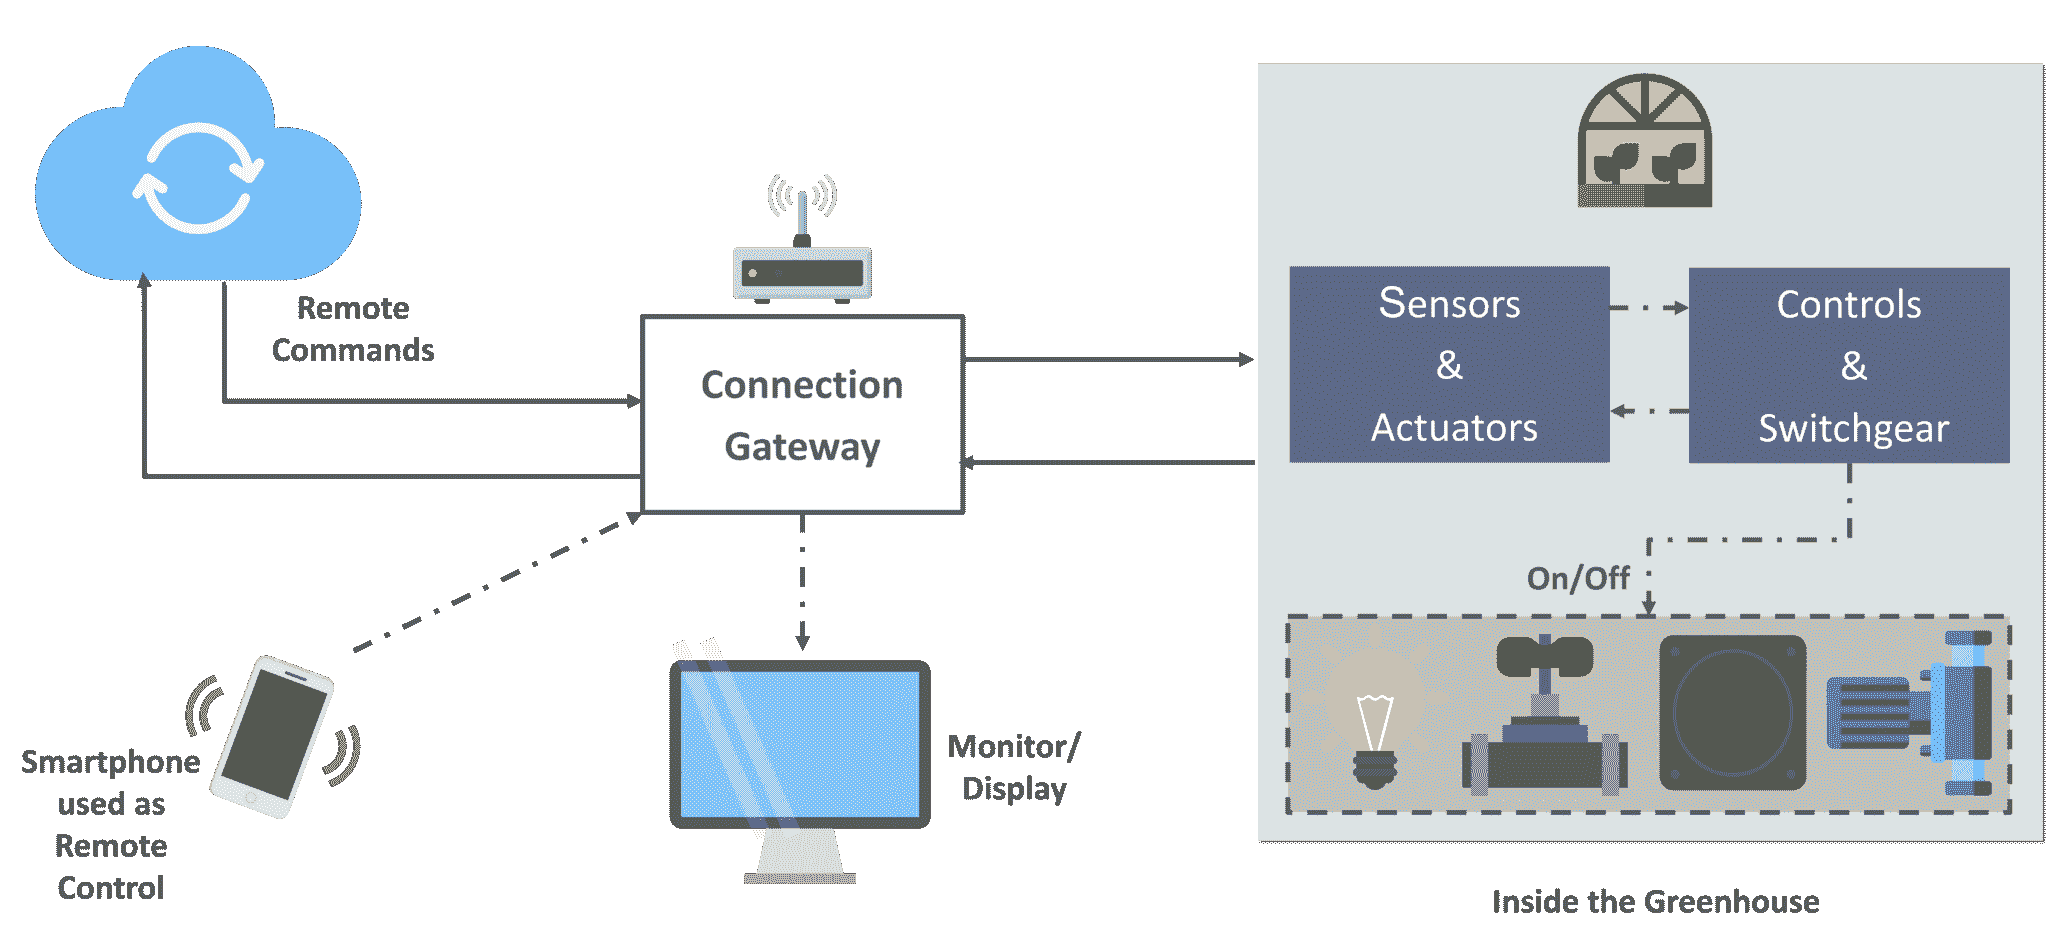 Remote
Commands
Connection
Gateway
Sensors
&
Actuators
Controls
&
Switchgear
On/Off
Smartphone
used as
Remote
Control
Monitor/
Display
Inside the Greenhouse